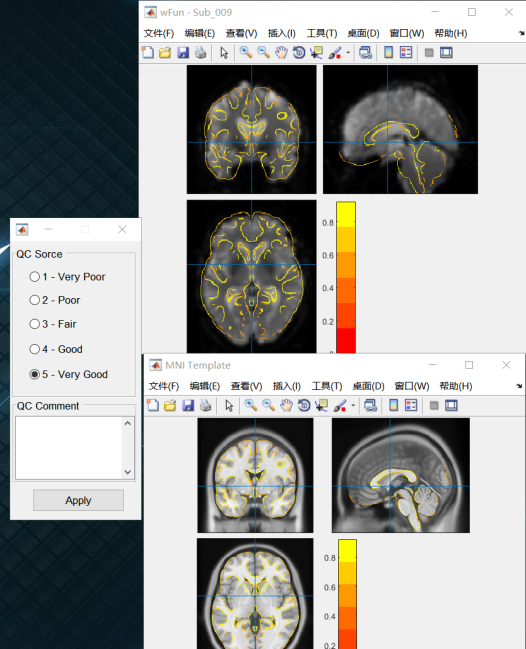 wFun - Sub_009
文件(F) 编辑(E) 查看(V) 插入(I) 工具(T) 桌面(D) 窗口(W) 帮助(H)
0.8
0.6
0.4
0.2
0
QC Sorce
1 - Very Poor
2 - Poor
3 - Fair
4 - Good
5 - Very Good
QC Comment
Apply
MNI Template
文件(F) 编辑(E) 查看(V) 插入(I) 工具(T) 桌面(D) 窗口(W) 帮助(H)
0.8
0.6
0.4
0.2